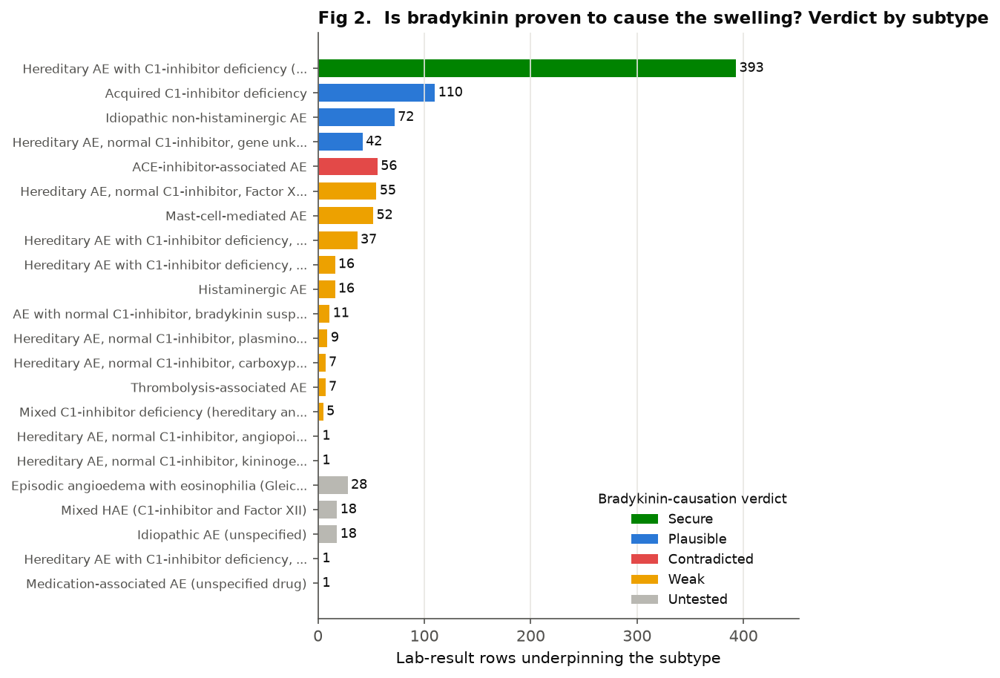 Fig 2.  Is bradykinin proven to cause the swelling? Verdict by subtype
Hereditary AE with C1-inhibitor deficiency (... 393
Acquired C1-inhibitor deficiency 110
Idiopathic non-histaminergic AE 72
Hereditary AE, normal C1-inhibitor, gene unk... 42
ACE-inhibitor-associated AE 56
Hereditary AE, normal C1-inhibitor, Factor X... 55
Mast-cell-mediated AE 52
Hereditary AE with C1-inhibitor deficiency, ... 37
Hereditary AE with C1-inhibitor deficiency, ... 16
Histaminergic AE 16
AE with normal C1-inhibitor, bradykinin susp... 11
Hereditary AE, normal C1-inhibitor, plasmino... 9
Hereditary AE, normal C1-inhibitor, carboxyp... 7
Thrombolysis-associated AE 7
Mixed C1-inhibitor deficiency (hereditary an... 5
Hereditary AE, normal C1-inhibitor, angiopoi... 1
Hereditary AE, normal C1-inhibitor, kininoge... 1
Episodic angioedema with eosinophilia (Gleic... 28
Mixed HAE (C1-inhibitor and Factor XII) 18
Idiopathic AE (unspecified) 18
Hereditary AE with C1-inhibitor deficiency, ... 1
Medication-associated AE (unspecified drug) 1
Bradykinin-causation verdict
Secure
Plausible
Contradicted
Weak
Untested
0 100 200 300 400
Lab-result rows underpinning the subtype